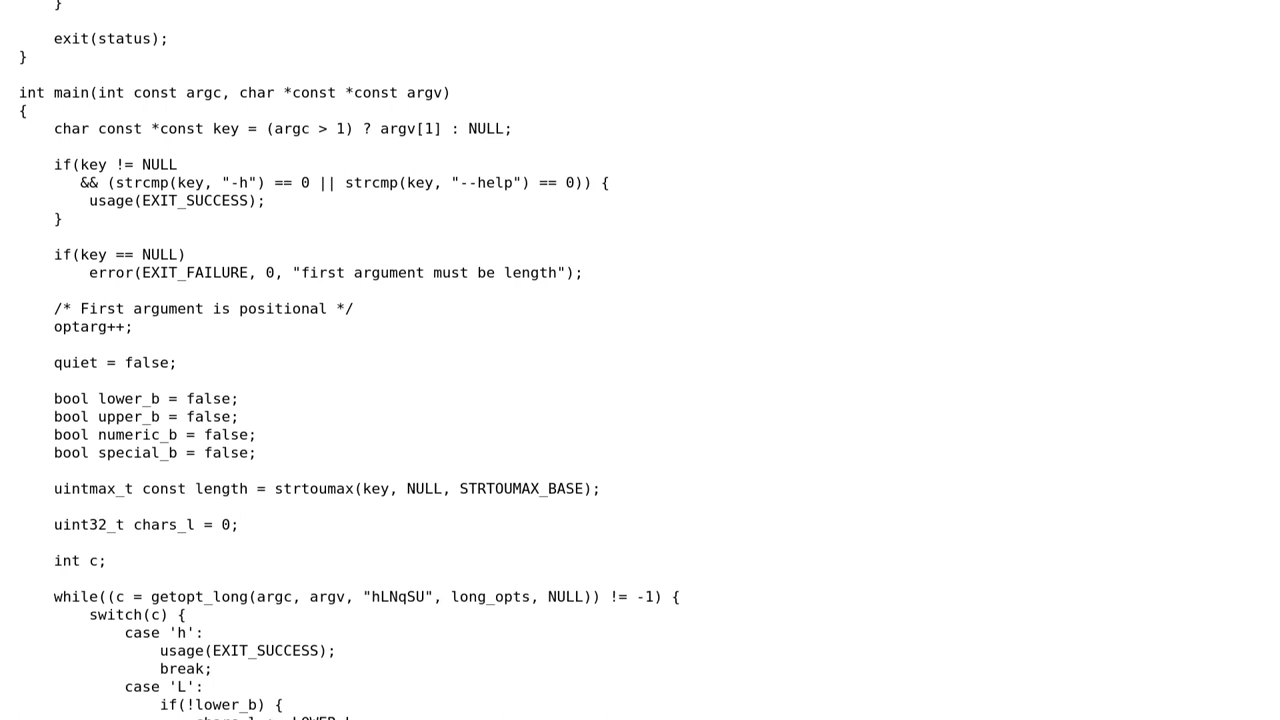 }
exit(status);
}
int main(int const argc, char *const *const argv)
{
char const *const key = (argc > 1) ? argv[1] : NULL;
if(key != NULL
&& (strcmp(key, "-h") == 0 || strcmp(key, "--help") == 0)) {
usage(EXIT_SUCCESS);
}
if(key == NULL)
error(EXIT_FAILURE, 0, "first argument must be length");
/* First argument is positional */
optarg++;
quiet = false;
bool lower_b = false;
bool upper_b = false;
bool numeric_b = false;
bool special_b = false;
uintmax_t const length = strtoumax(key, NULL, STRTOUMAX_BASE);
uint32_t chars_l = 0;
int c;
while((c = getopt_long(argc, argv, "hLNqSU", long_opts, NULL)) != -1) {
switch(c) {
case 'h':
usage(EXIT_SUCCESS);
break;
case 'L':
if(!lower_b) {